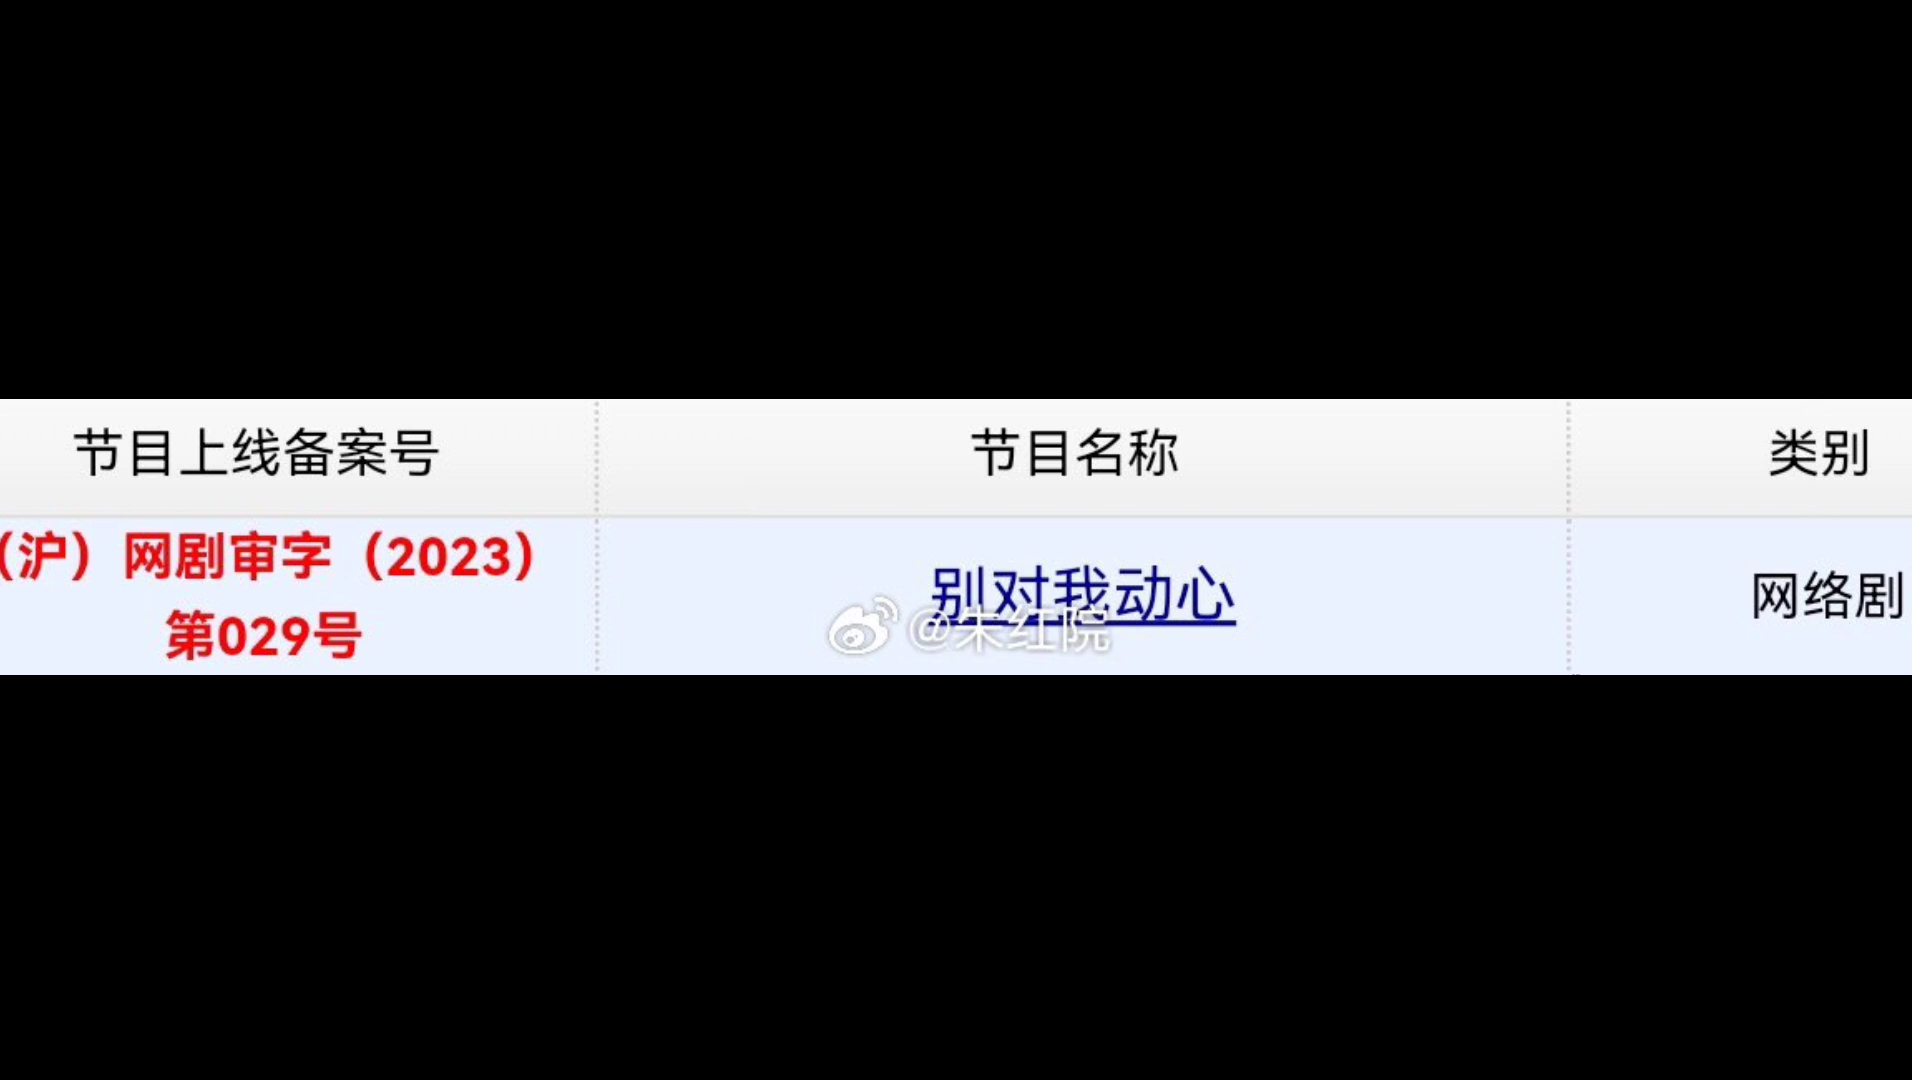 节目上线备案号 节目名称 类别
（沪）网剧审字（2023）
第029号
别对我动心
网络剧
@朱红院